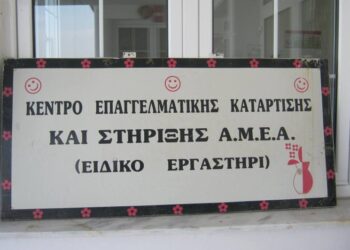 ΚΕΝΤΡΟ ΕΠΑΓΓΕΛΜΑΤΙΚΗΣ ΚΑΤΑΡΤΙΣΗΣ
ΚΑΙ ΣΤΗΡΙΞΗΣ Α.Μ.Ε.Α.
(ΕΙΔΙΚΟ ΕΡΓΑΣΤΗΡΙ)